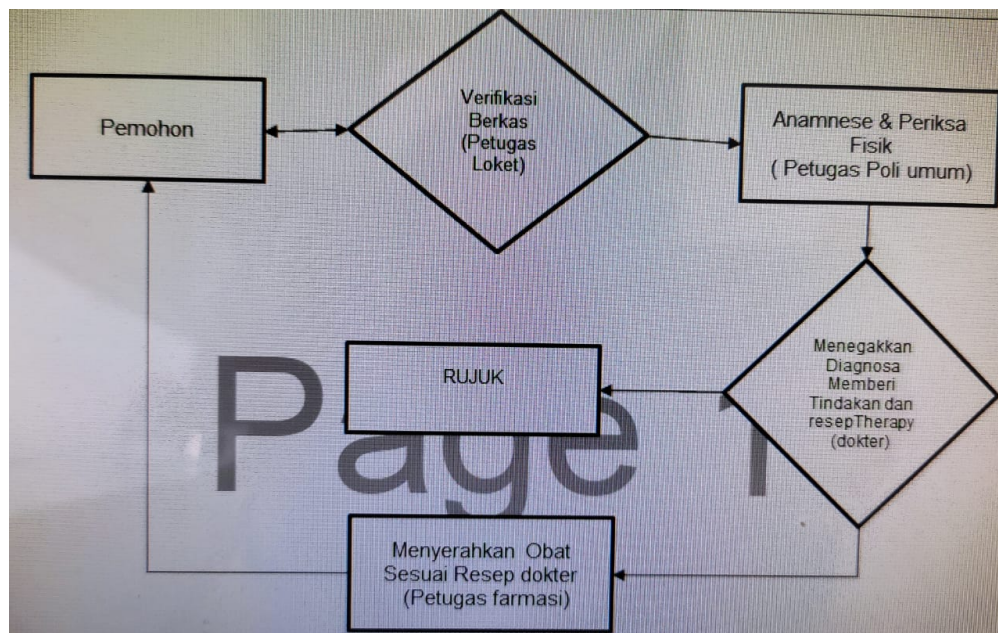 Pemohon
Verifikasi
Berkas
(Petugas
Loket)
Anamnese & Periksa
Fisik
( Petugas Poli umum)
Menegakkan
Diagnosa
Memberi
Tindakan dan
resepTherapy
(dokter)
RUJUK
Page 1
Menyerahkan Obat
Sesuai Resep dokter
(Petugas farmasi)